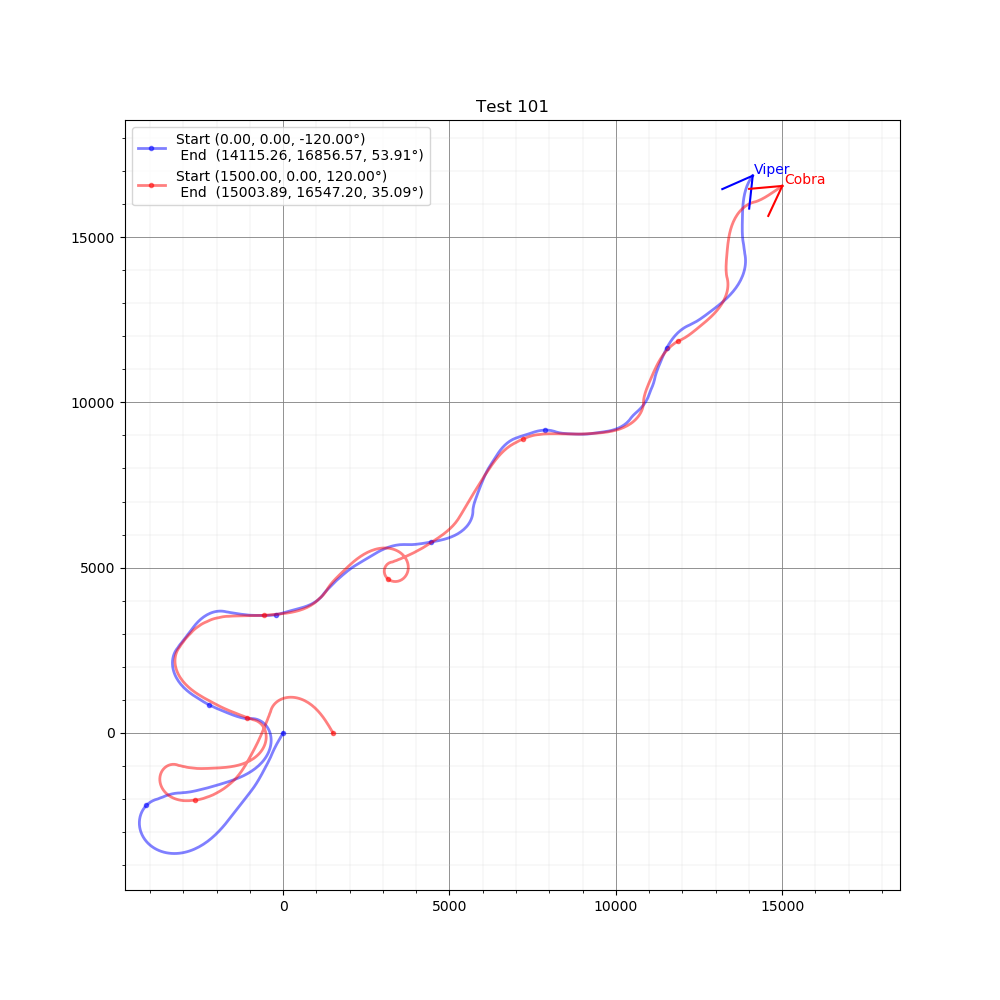 Test 101
Start (0.00, 0.00, -120.00°)
End (14115.26, 16856.57, 53.91°)
Start (1500.00, 0.00, 120.00°)
End (15003.89, 16547.20, 35.09°)
Viper
Cobra
15000
10000
5000
0
0 5000 10000 15000